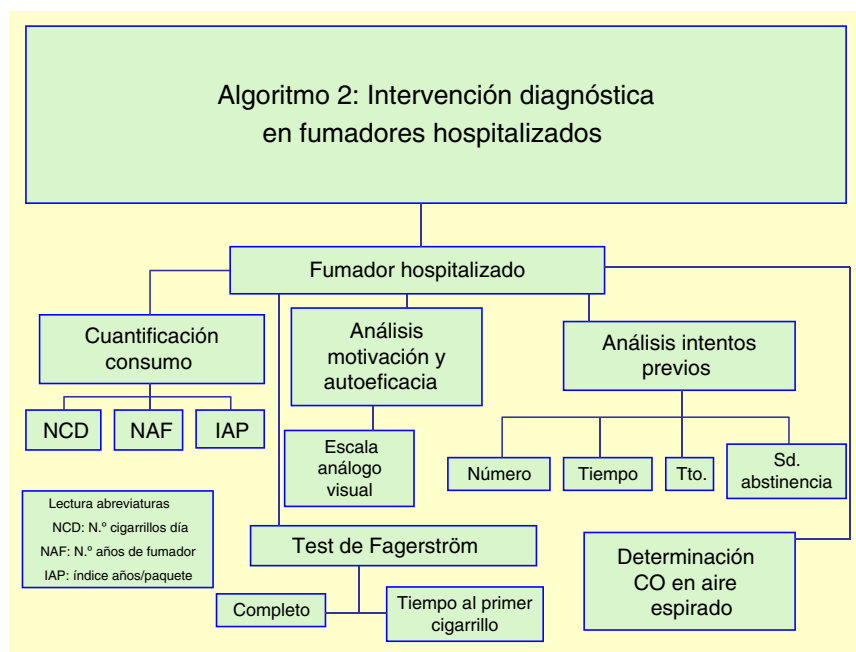 Algoritmo 2: Intervención diagnóstica
en fumadores hospitalizados
Fumador hospitalizado
Cuantificación
consumo
Análisis
motivación y
autoeficacia
Análisis intentos
previos
NCD
NAF
IAP
Escala
análogo
visual
Número
Tiempo
Tto.
Sd.
abstinencia
Lectura abreviaturas
NCD: N.º cigarrillos día
NAF: N.º años de fumador
IAP: índice años/paquete
Test de Fagerström
Determinación
CO en aire
espirado
Completo
Tiempo al primer
cigarrillo